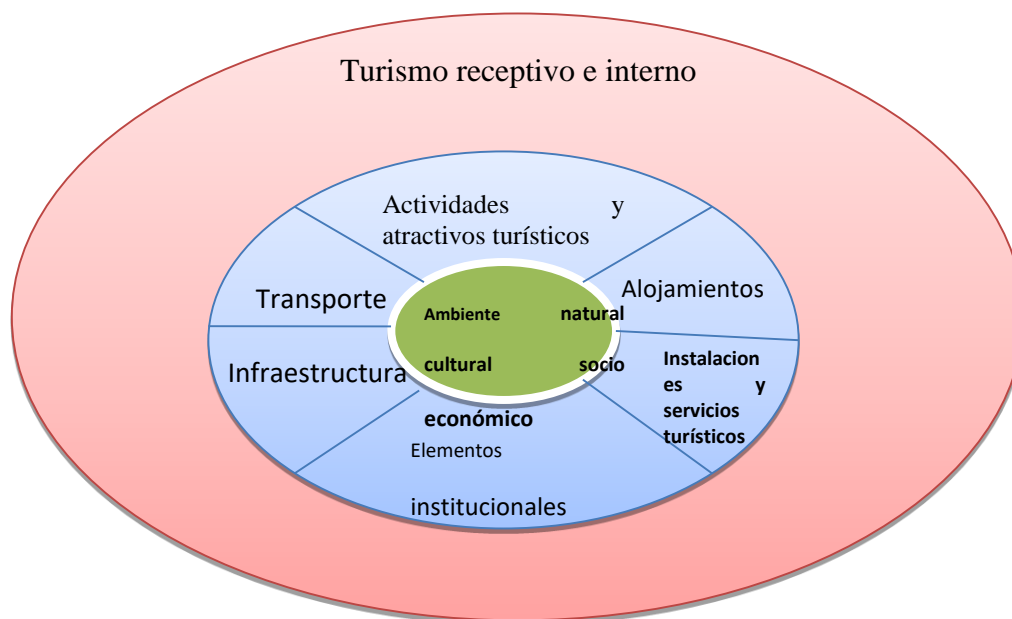 Turismo receptivo e interno
Actividades y
atractivos turísticos
Transporte
Alojamientos
Ambiente natural
cultural socio
económico
Infraestructura
Instalacion
es y
servicios
turísticos
Elementos
institucionales